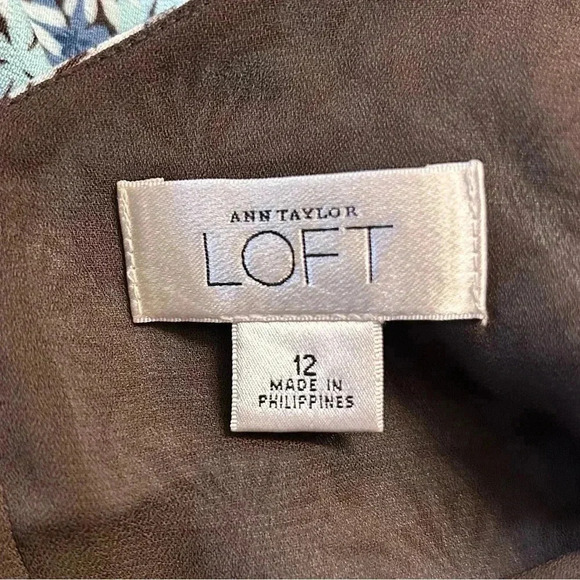 ANN TAYLOR
LOFT
12
MADE IN
PHILIPPINES